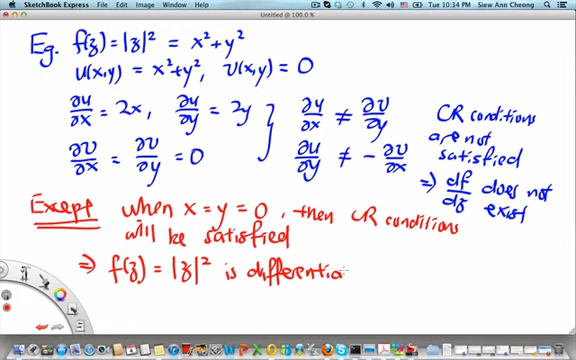 SketchBook Express File Edit Image Window Help Tue 10:34 PM Siew Ann Cheong
Untitled @ 100.0 %
Eg. f(z) = |z|² = x² + y²
u(x,y) = x² + y², v(x,y) = 0
∂u/∂x = 2x, ∂u/∂y = 2y } ∂u/∂x ≠ ∂v/∂y
∂v/∂x = ∂v/∂y = 0 ∂u/∂y ≠ - ∂v/∂x
CR conditions
are not
satisfied
⇒ df/dz does not
exist
Except when x = y = 0, then CR conditions
will be satisfied
⇒ f(z) = |z|² is differentia